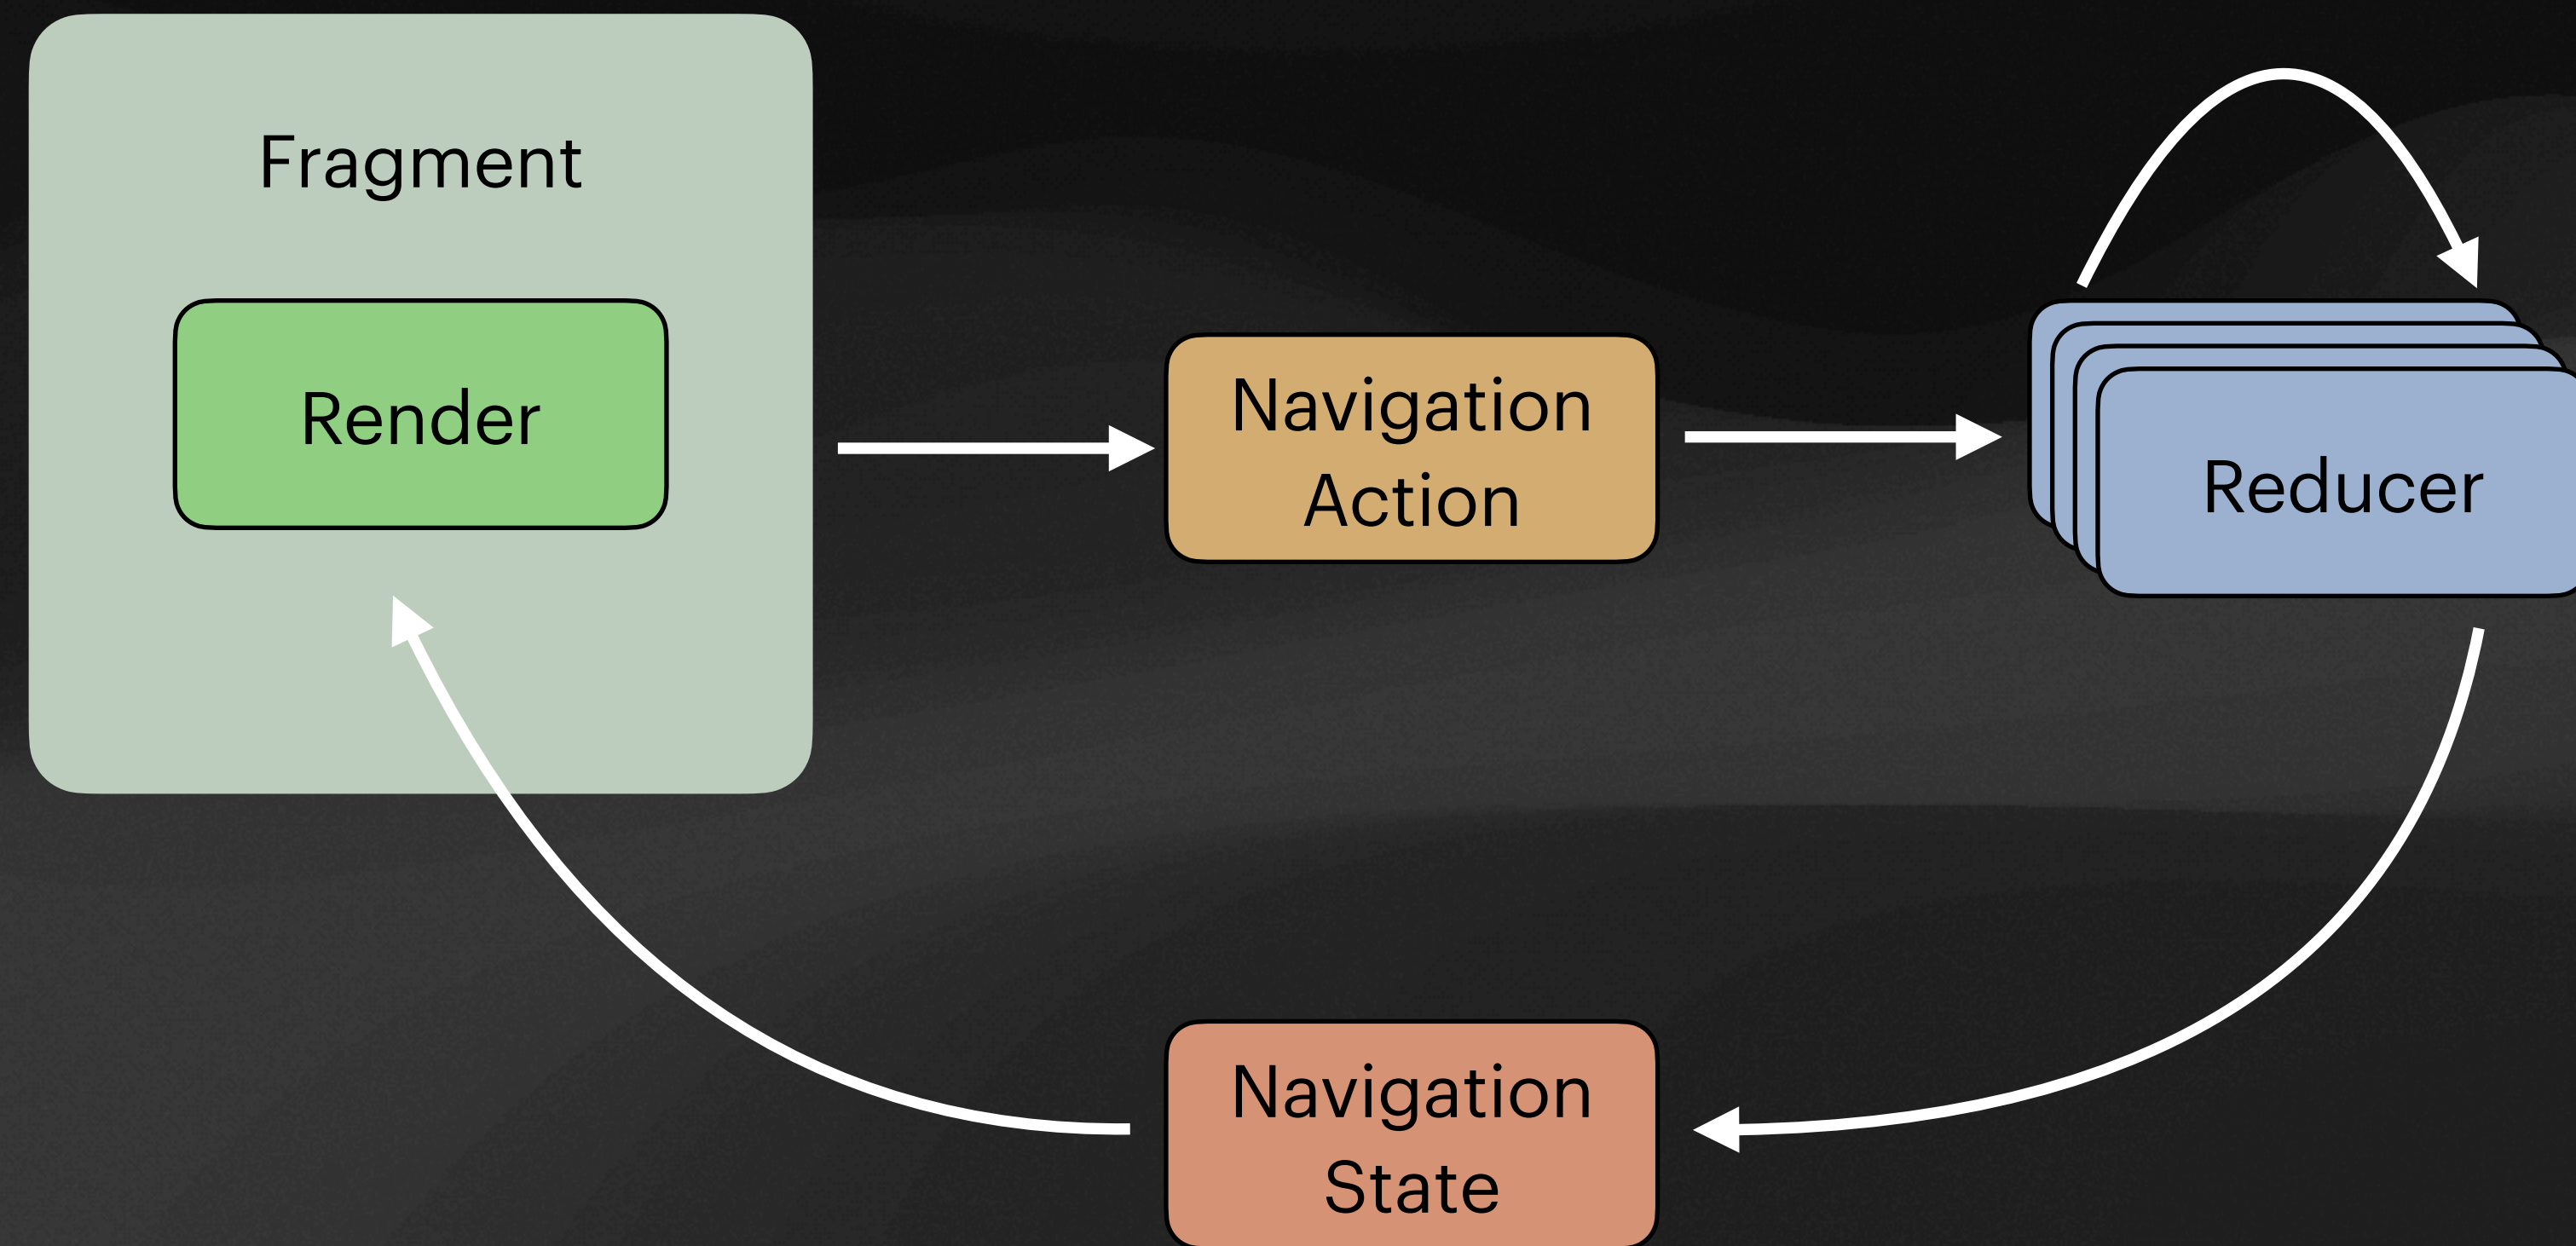 Fragment
Render
Navigation
Action
Reducer
Navigation
State